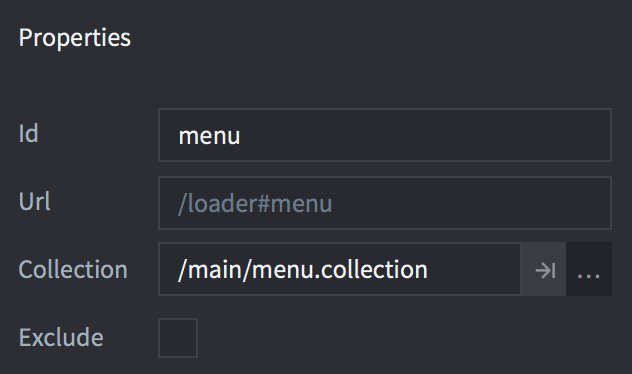 Properties
Id menu
Url /loader#menu
Collection /main/menu.collection ...
Exclude